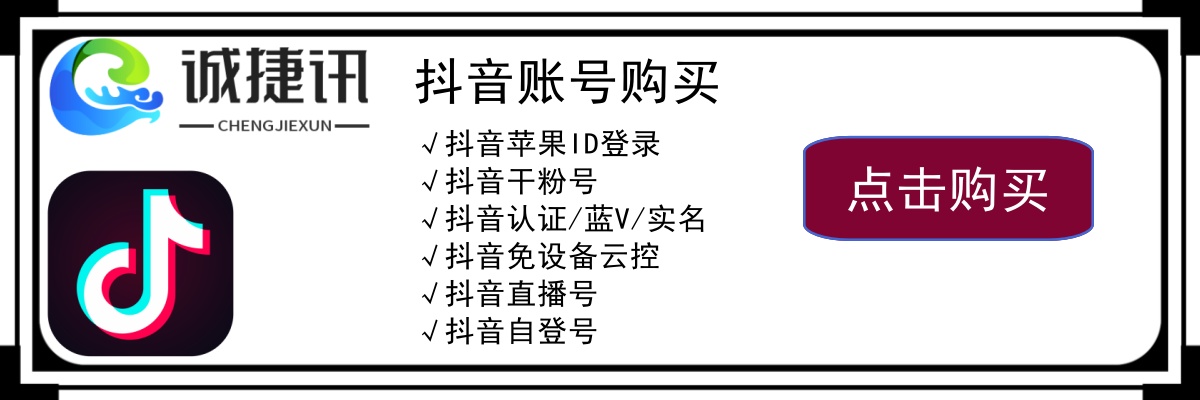 诚捷讯
CHENGJIEXUN
抖音账号购买
√抖音苹果ID登录
√抖音干粉号
√抖音认证/蓝V/实名
√抖音免设备云控
√抖音直播号
√抖音自登号
点击购买